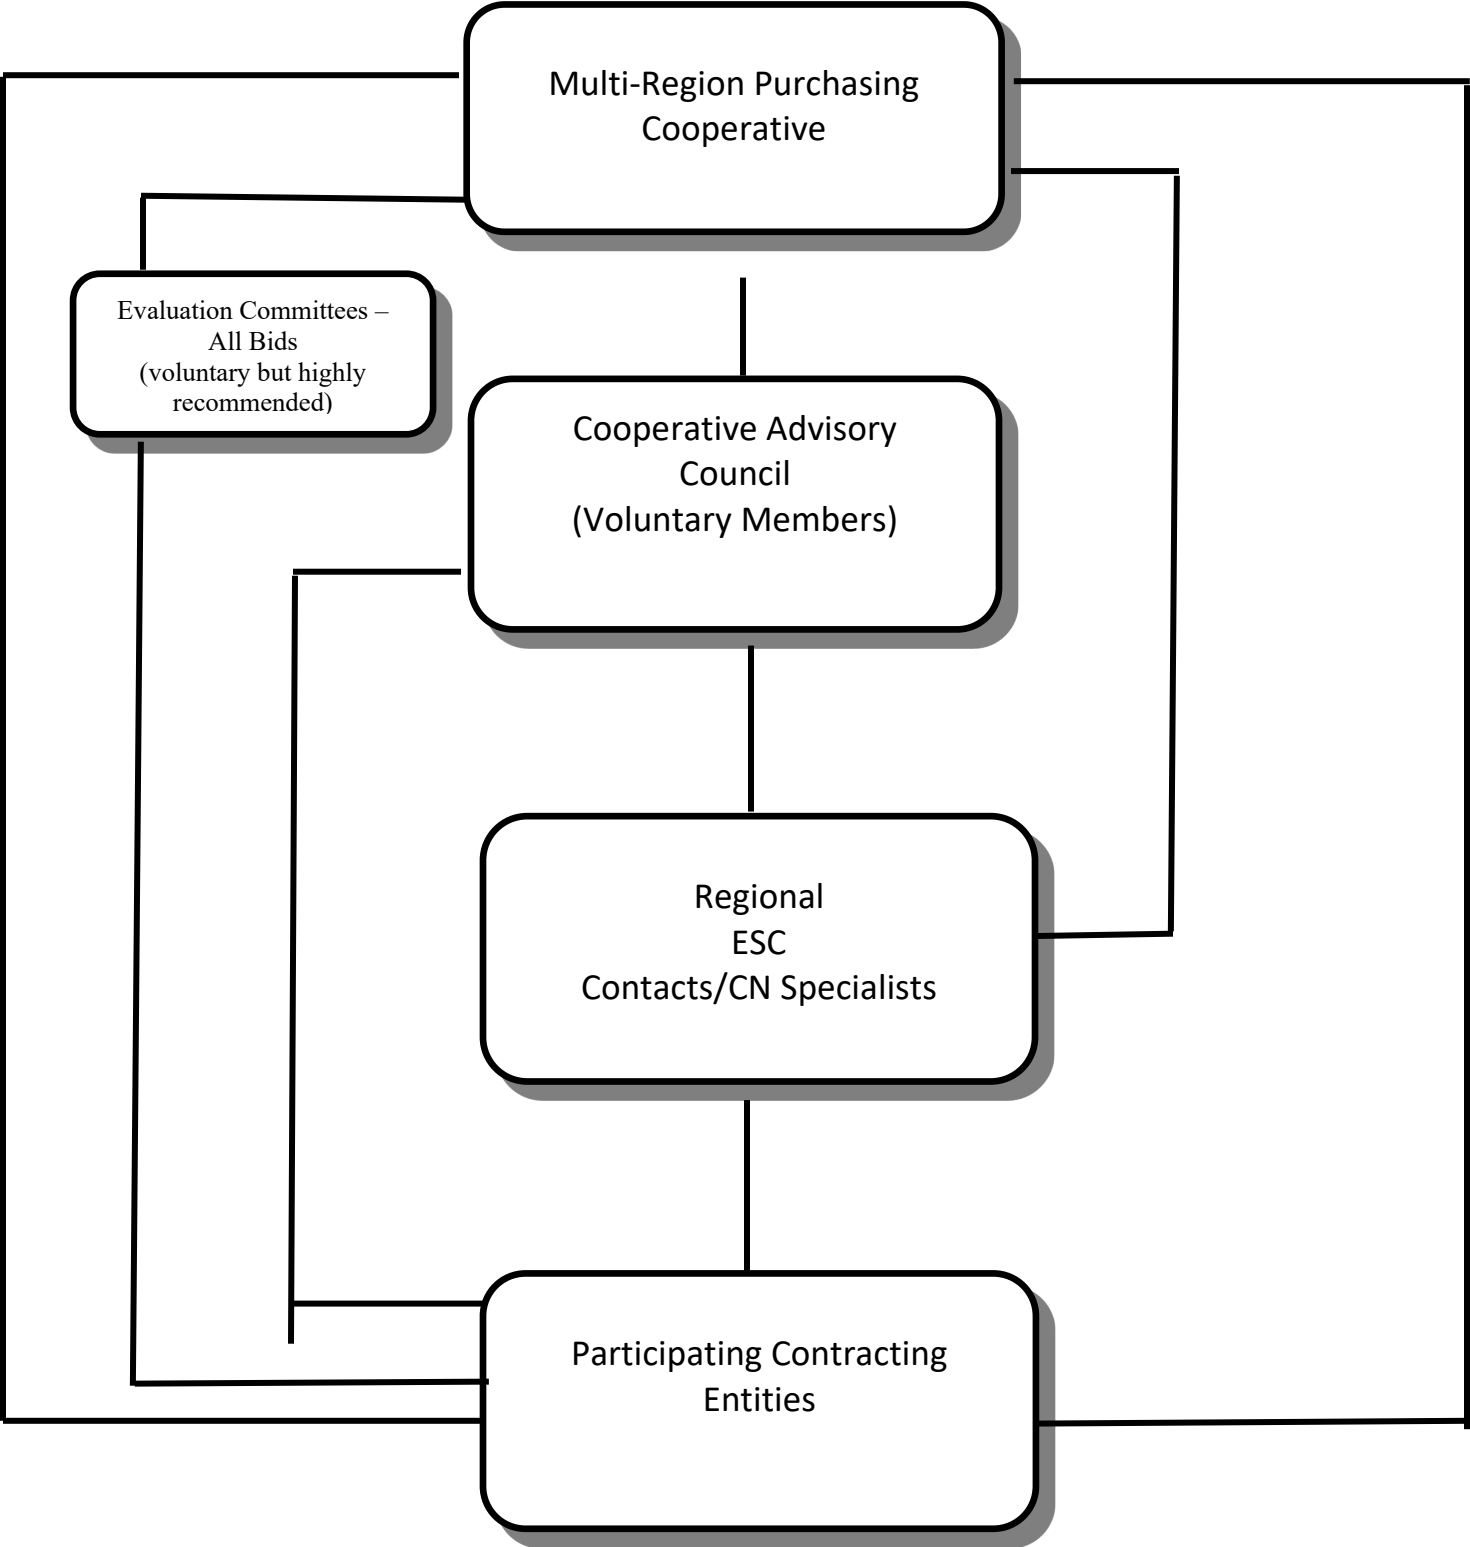 Multi-Region Purchasing
Cooperative
Evaluation Committees –
All Bids
(voluntary but highly
recommended)
Cooperative Advisory
Council
(Voluntary Members)
Regional
ESC
Contacts/CN Specialists
Participating Contracting
Entities